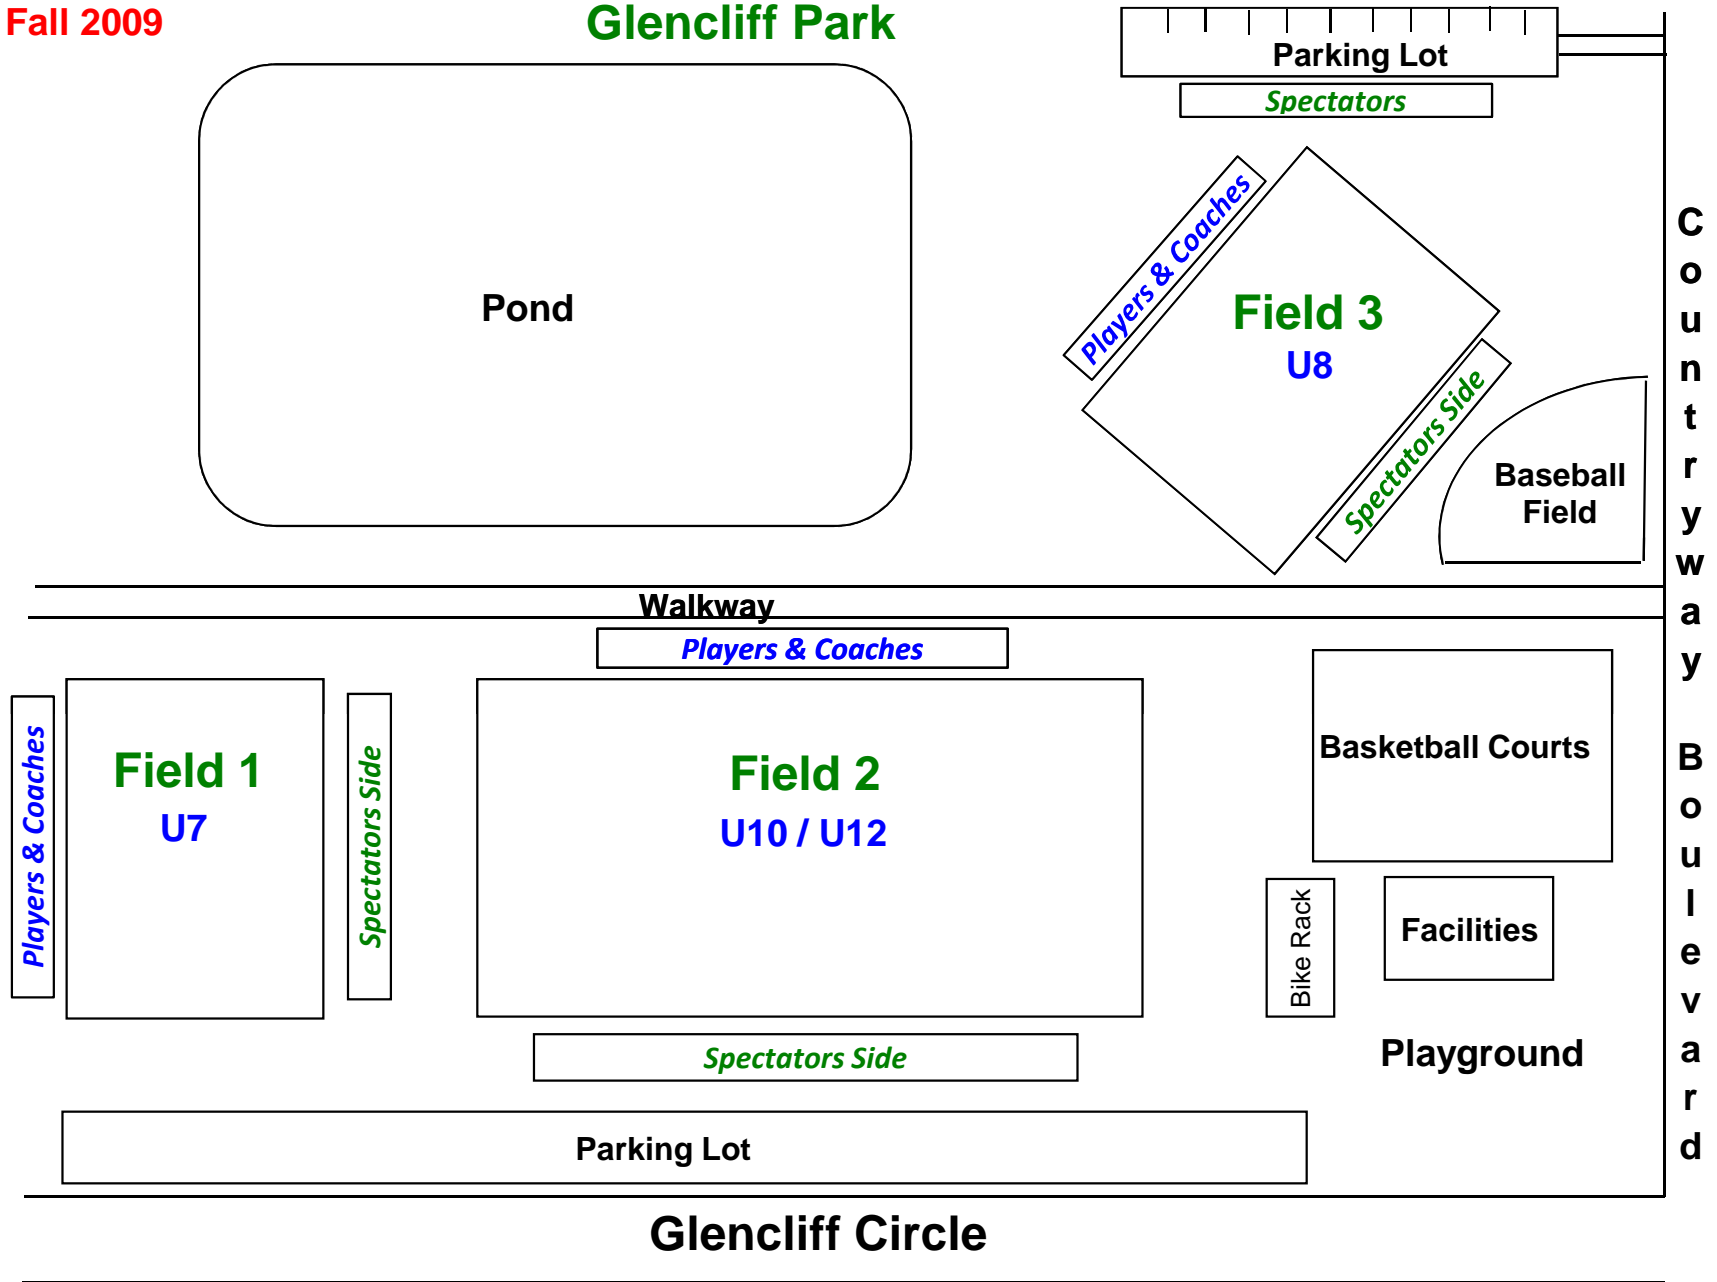 Fall 2009
Glencliff Park
Parking Lot
Spectators
Players & Coaches
Pond
Field 3
U8
Spectators Side
Baseball
Field
Countryway Boulevard
Walkway
Players & Coaches
Players & Coaches
Field 1
U7
Spectators Side
Field 2
U10 / U12
Basketball Courts
Bike Rack
Facilities
Spectators Side
Playground
Parking Lot
Glencliff Circle